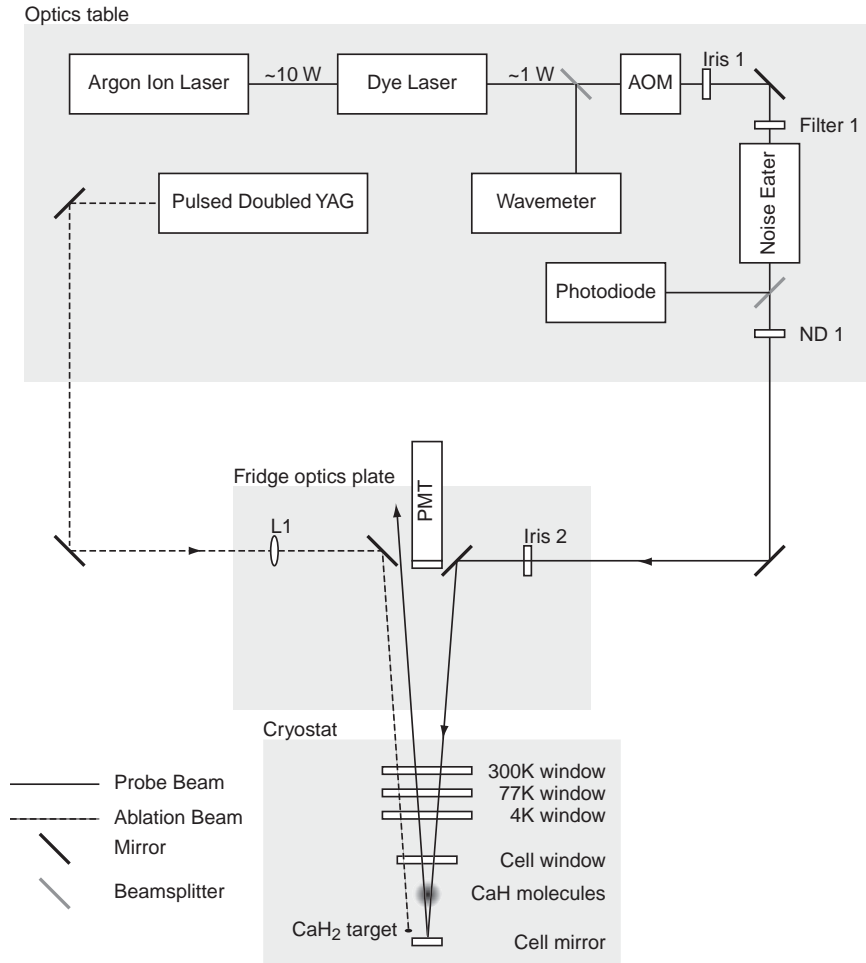 Optics table
Argon Ion Laser
~10 W
Dye Laser
~1 W
AOM
Iris 1
Filter 1
Pulsed Doubled YAG
Wavemeter
Noise Eater
Photodiode
ND 1
Fridge optics plate
PMT
L1
Iris 2
Cryostat
300K window
77K window
4K window
Cell window
CaH molecules
CaH2 target
Cell mirror
Probe Beam
Ablation Beam
Mirror
Beamsplitter